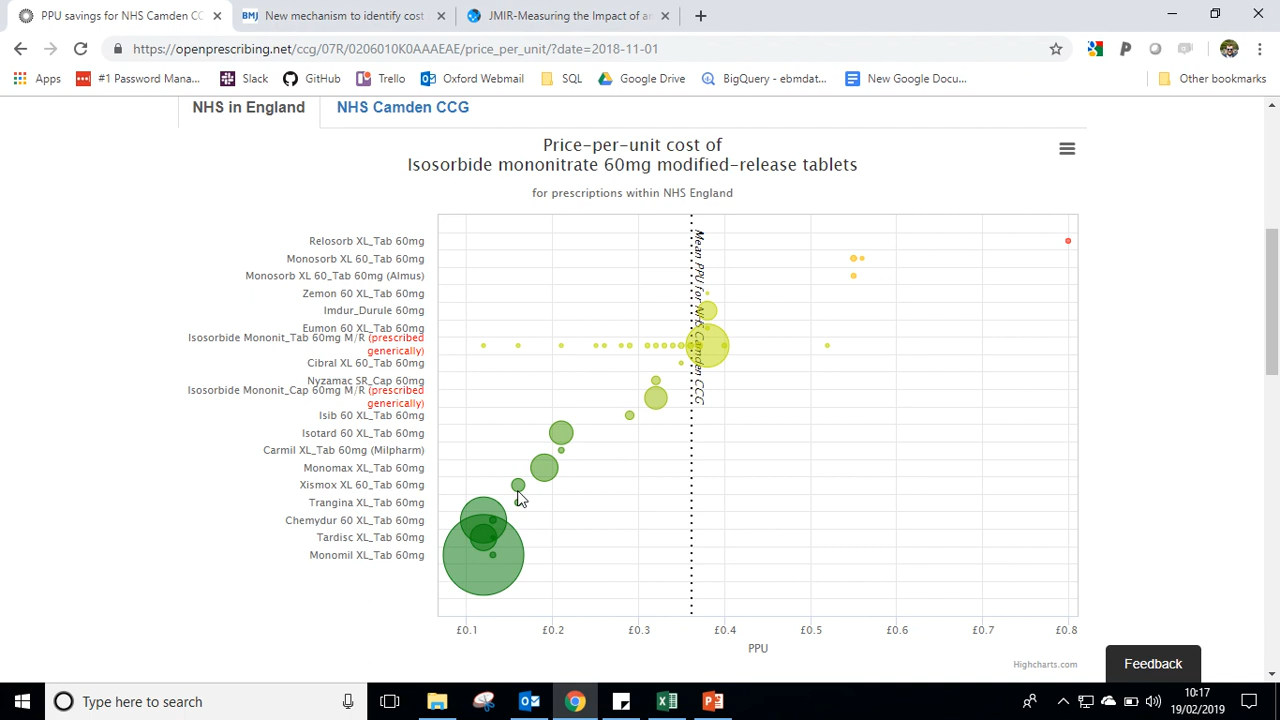 PPU savings for NHS Camden CC
New mechanism to identify cost
JMIR-Measuring the Impact of a
https://openprescribing.net/ccg/07R/0206010K0AAAEAE/price_per_unit/?date=2018-11-01
Apps
#1 Password Mana...
Slack
GitHub
Trello
Oxford Webmail
SQL
Google Drive
BigQuery - ebmdat...
New Google Docu...
Other bookmarks
NHS in England
NHS Camden CCG
Price-per-unit cost of
Isosorbide mononitrate 60mg modified-release tablets
for prescriptions within NHS England
Relosorb XL_Tab 60mg
Monosorb XL 60_Tab 60mg
Monosorb XL 60_Tab 60mg (Almus)
Zemon 60 XL_Tab 60mg
Imdur_Durule 60mg
Eumon 60 XL_Tab 60mg
Isosorbide Mononit_Tab 60mg M/R (prescribed
generically)
Cibral XL 60_Tab 60mg
Nyzamac SR_Cap 60mg
Isosorbide Mononit_Cap 60mg M/R (prescribed
generically)
Isib 60 XL_Tab 60mg
Isotard 60 XL_Tab 60mg
Carmil XL_Tab 60mg (Milpharm)
Monomax XL_Tab 60mg
Xismox XL 60_Tab 60mg
Trangina XL_Tab 60mg
Chemydur 60 XL_Tab 60mg
Tardisc XL_Tab 60mg
Monomil XL_Tab 60mg
Mean PPU for NHS Camden CCG
£0.1
£0.2
£0.3
£0.4
£0.5
£0.6
£0.7
£0.8
PPU
Highcharts.com
Feedback
Type here to search
10:17
19/02/2019